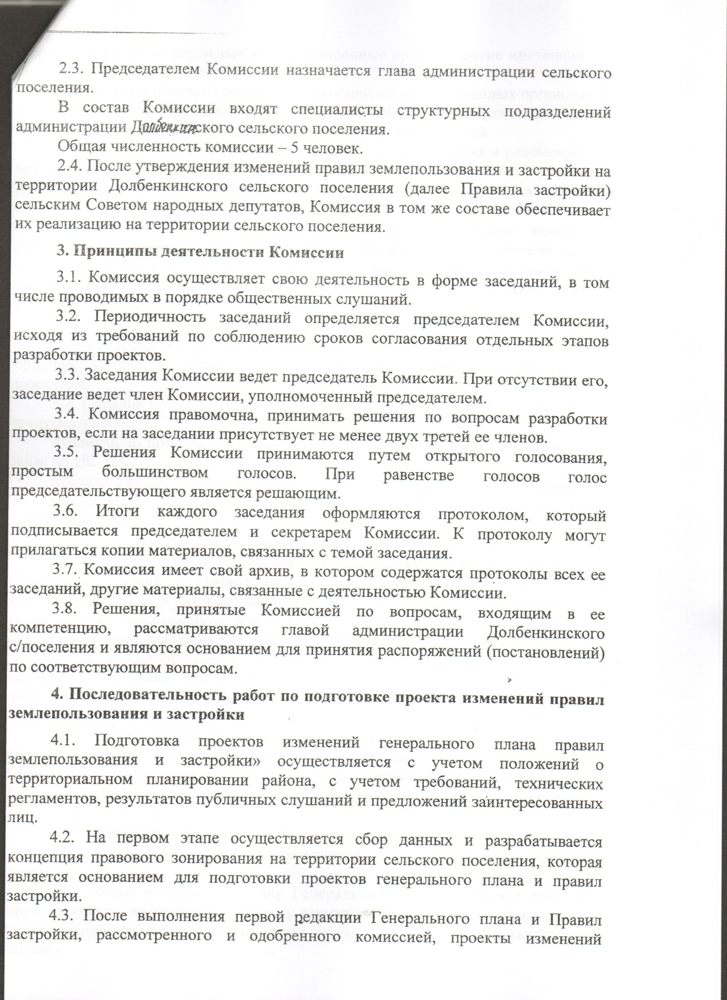 2.3. Председателем Комиссии назначается глава администрации сельского
поселения.
В состав Комиссии входят специалисты структурных подразделений
администрации Долбенкинского сельского поселения.
Общая численность комиссии – 5 человек.
2.4. После утверждения изменений правил землепользования и застройки на
территории Долбенкинского сельского поселения (далее Правила застройки)
сельским Советом народных депутатов, Комиссия в том же составе обеспечивает
их реализацию на территории сельского поселения.
3. Принципы деятельности Комиссии
3.1. Комиссия осуществляет свою деятельность в форме заседаний, в том
числе проводимых в порядке общественных слушаний.
3.2. Периодичность заседаний определяется председателем Комиссии,
исходя из требований по соблюдению сроков согласования отдельных этапов
разработки проектов.
3.3. Заседания Комиссии ведет председатель Комиссии. При отсутствии его,
заседание ведет член Комиссии, уполномоченный председателем.
3.4. Комиссия правомочна, принимать решения по вопросам разработки
проектов, если на заседании присутствует не менее двух третей ее членов.
3.5. Решения Комиссии принимаются путем открытого голосования,
простым большинством голосов. При равенстве голосов голос
председательствующего является решающим.
3.6. Итоги каждого заседания оформляются протоколом, который
подписывается председателем и секретарем Комиссии. К протоколу могут
прилагаться копии материалов, связанных с темой заседания.
3.7. Комиссия имеет свой архив, в котором содержатся протоколы всех ее
заседаний, другие материалы, связанные с деятельностью Комиссии.
3.8. Решения, принятые Комиссией по вопросам, входящим в ее
компетенцию, рассматриваются главой администрации Долбенкинского
с/поселения и являются основанием для принятия распоряжений (постановлений)
по соответствующим вопросам.
4. Последовательность работ по подготовке проекта изменений правил
землепользования и застройки
4.1. Подготовка проектов изменений генерального плана правил
землепользования и застройки» осуществляется с учетом положений о
территориальном планировании района, с учетом требований, технических
регламентов, результатов публичных слушаний и предложений заинтересованных
лиц.
4.2. На первом этапе осуществляется сбор данных и разрабатывается
концепция правового зонирования на территории сельского поселения, которая
является основанием для подготовки проектов генерального плана и правил
застройки.
4.3. После выполнения первой редакции Генерального плана и Правил
застройки, рассмотренного и одобренного комиссией, проекты изменений